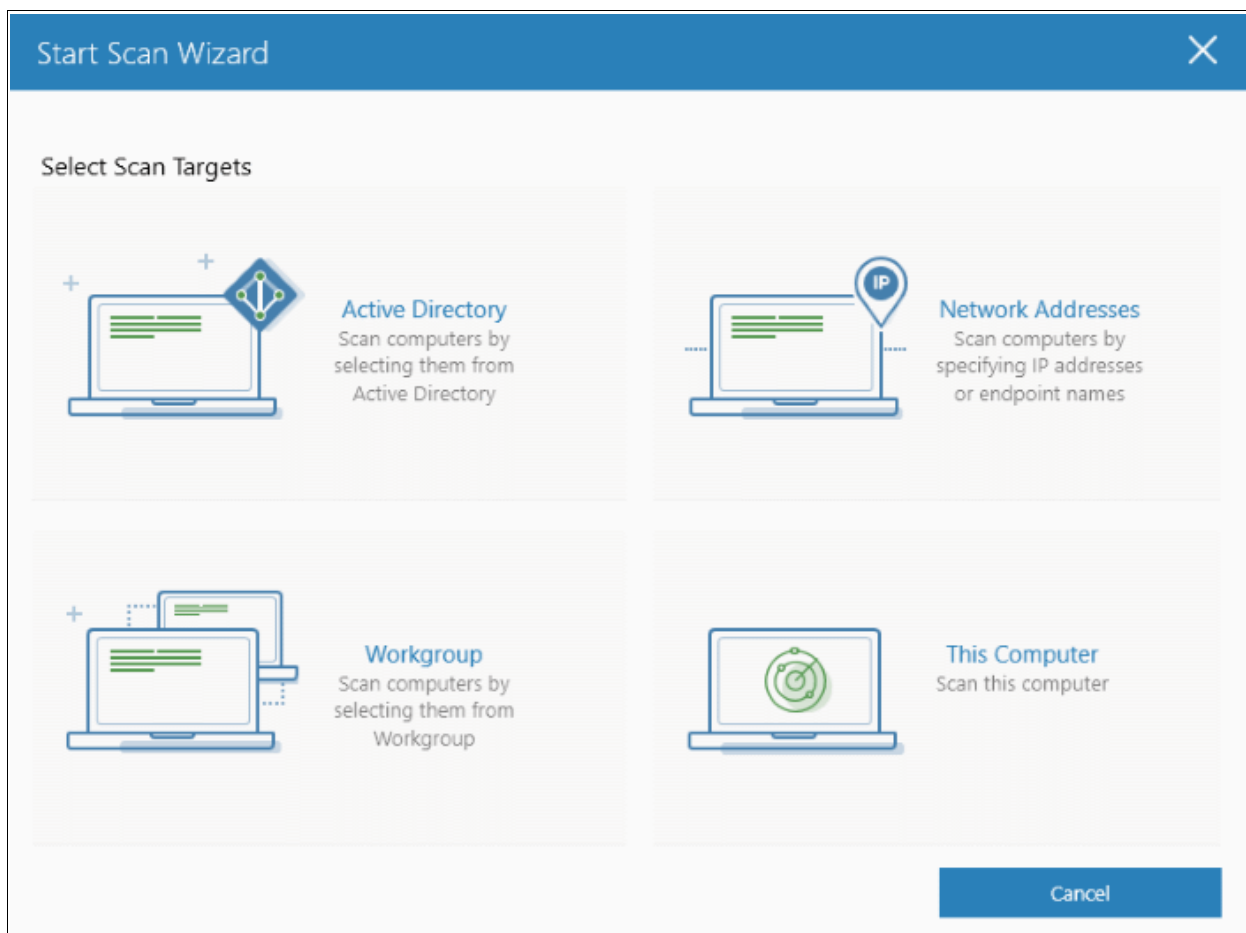 Start Scan Wizard
Select Scan Targets
Active Directory
Scan computers by
selecting them from
Active Directory
IP
Network Addresses
Scan computers by
specifying IP addresses
or endpoint names
Workgroup
Scan computers by
selecting them from
Workgroup
This Computer
Scan this computer
Cancel